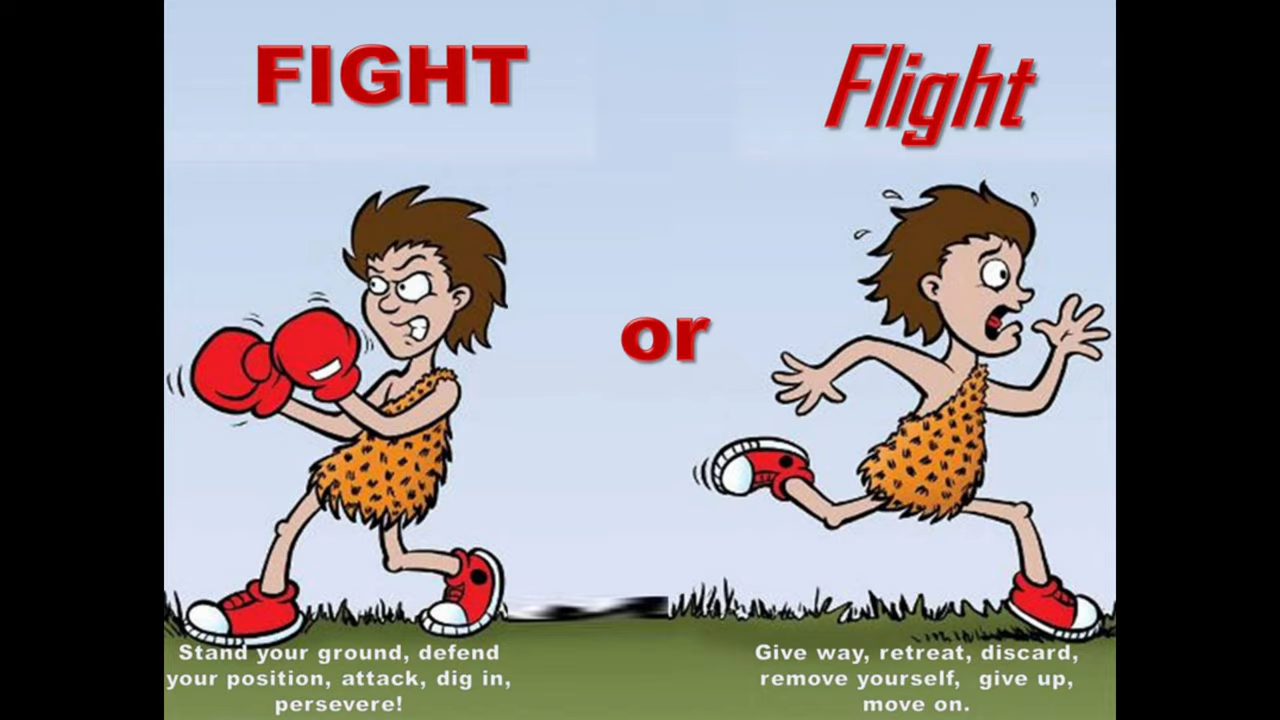 FIGHT
Flight
or
Stand your ground, defend
your position, attack, dig in,
persevere!
Give way, retreat, discard,
remove yourself,  give up,
move on.